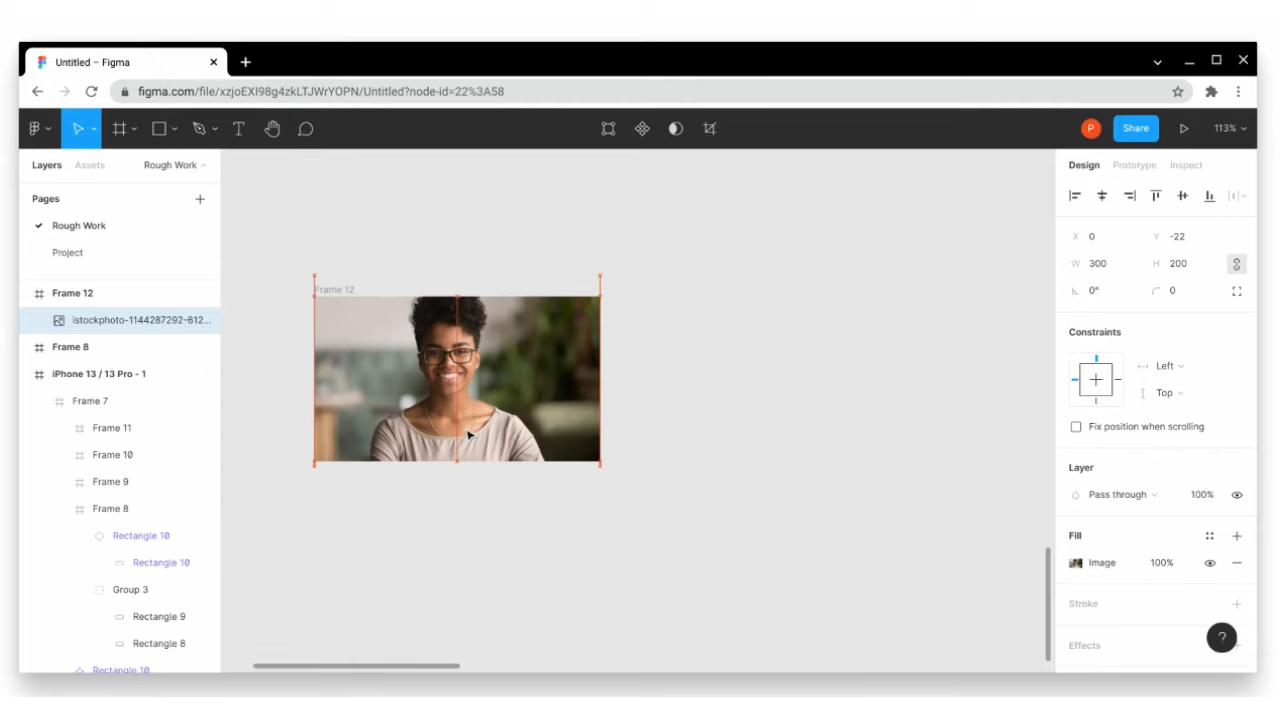 Untitled – Figma
figma.com/file/xzjoEXI98g4zkLTJWrYOPN/Untitled?node-id=22%3A58
P
Share
113%
Layers
Assets
Rough Work
Pages
Rough Work
Project
Frame 12
istockphoto-1144287292-612...
Frame 8
iPhone 13 / 13 Pro - 1
Frame 7
Frame 11
Frame 10
Frame 9
Frame 8
Rectangle 10
Rectangle 10
Group 3
Rectangle 9
Rectangle 8
Rectangle 10
Frame 12
Design
Prototype
Inspect
X 0
Y -22
W 300
H 200
0°
0
Constraints
Left
Top
Fix position when scrolling
Layer
Pass through
100%
Fill
Image
100%
Stroke
Effects
?